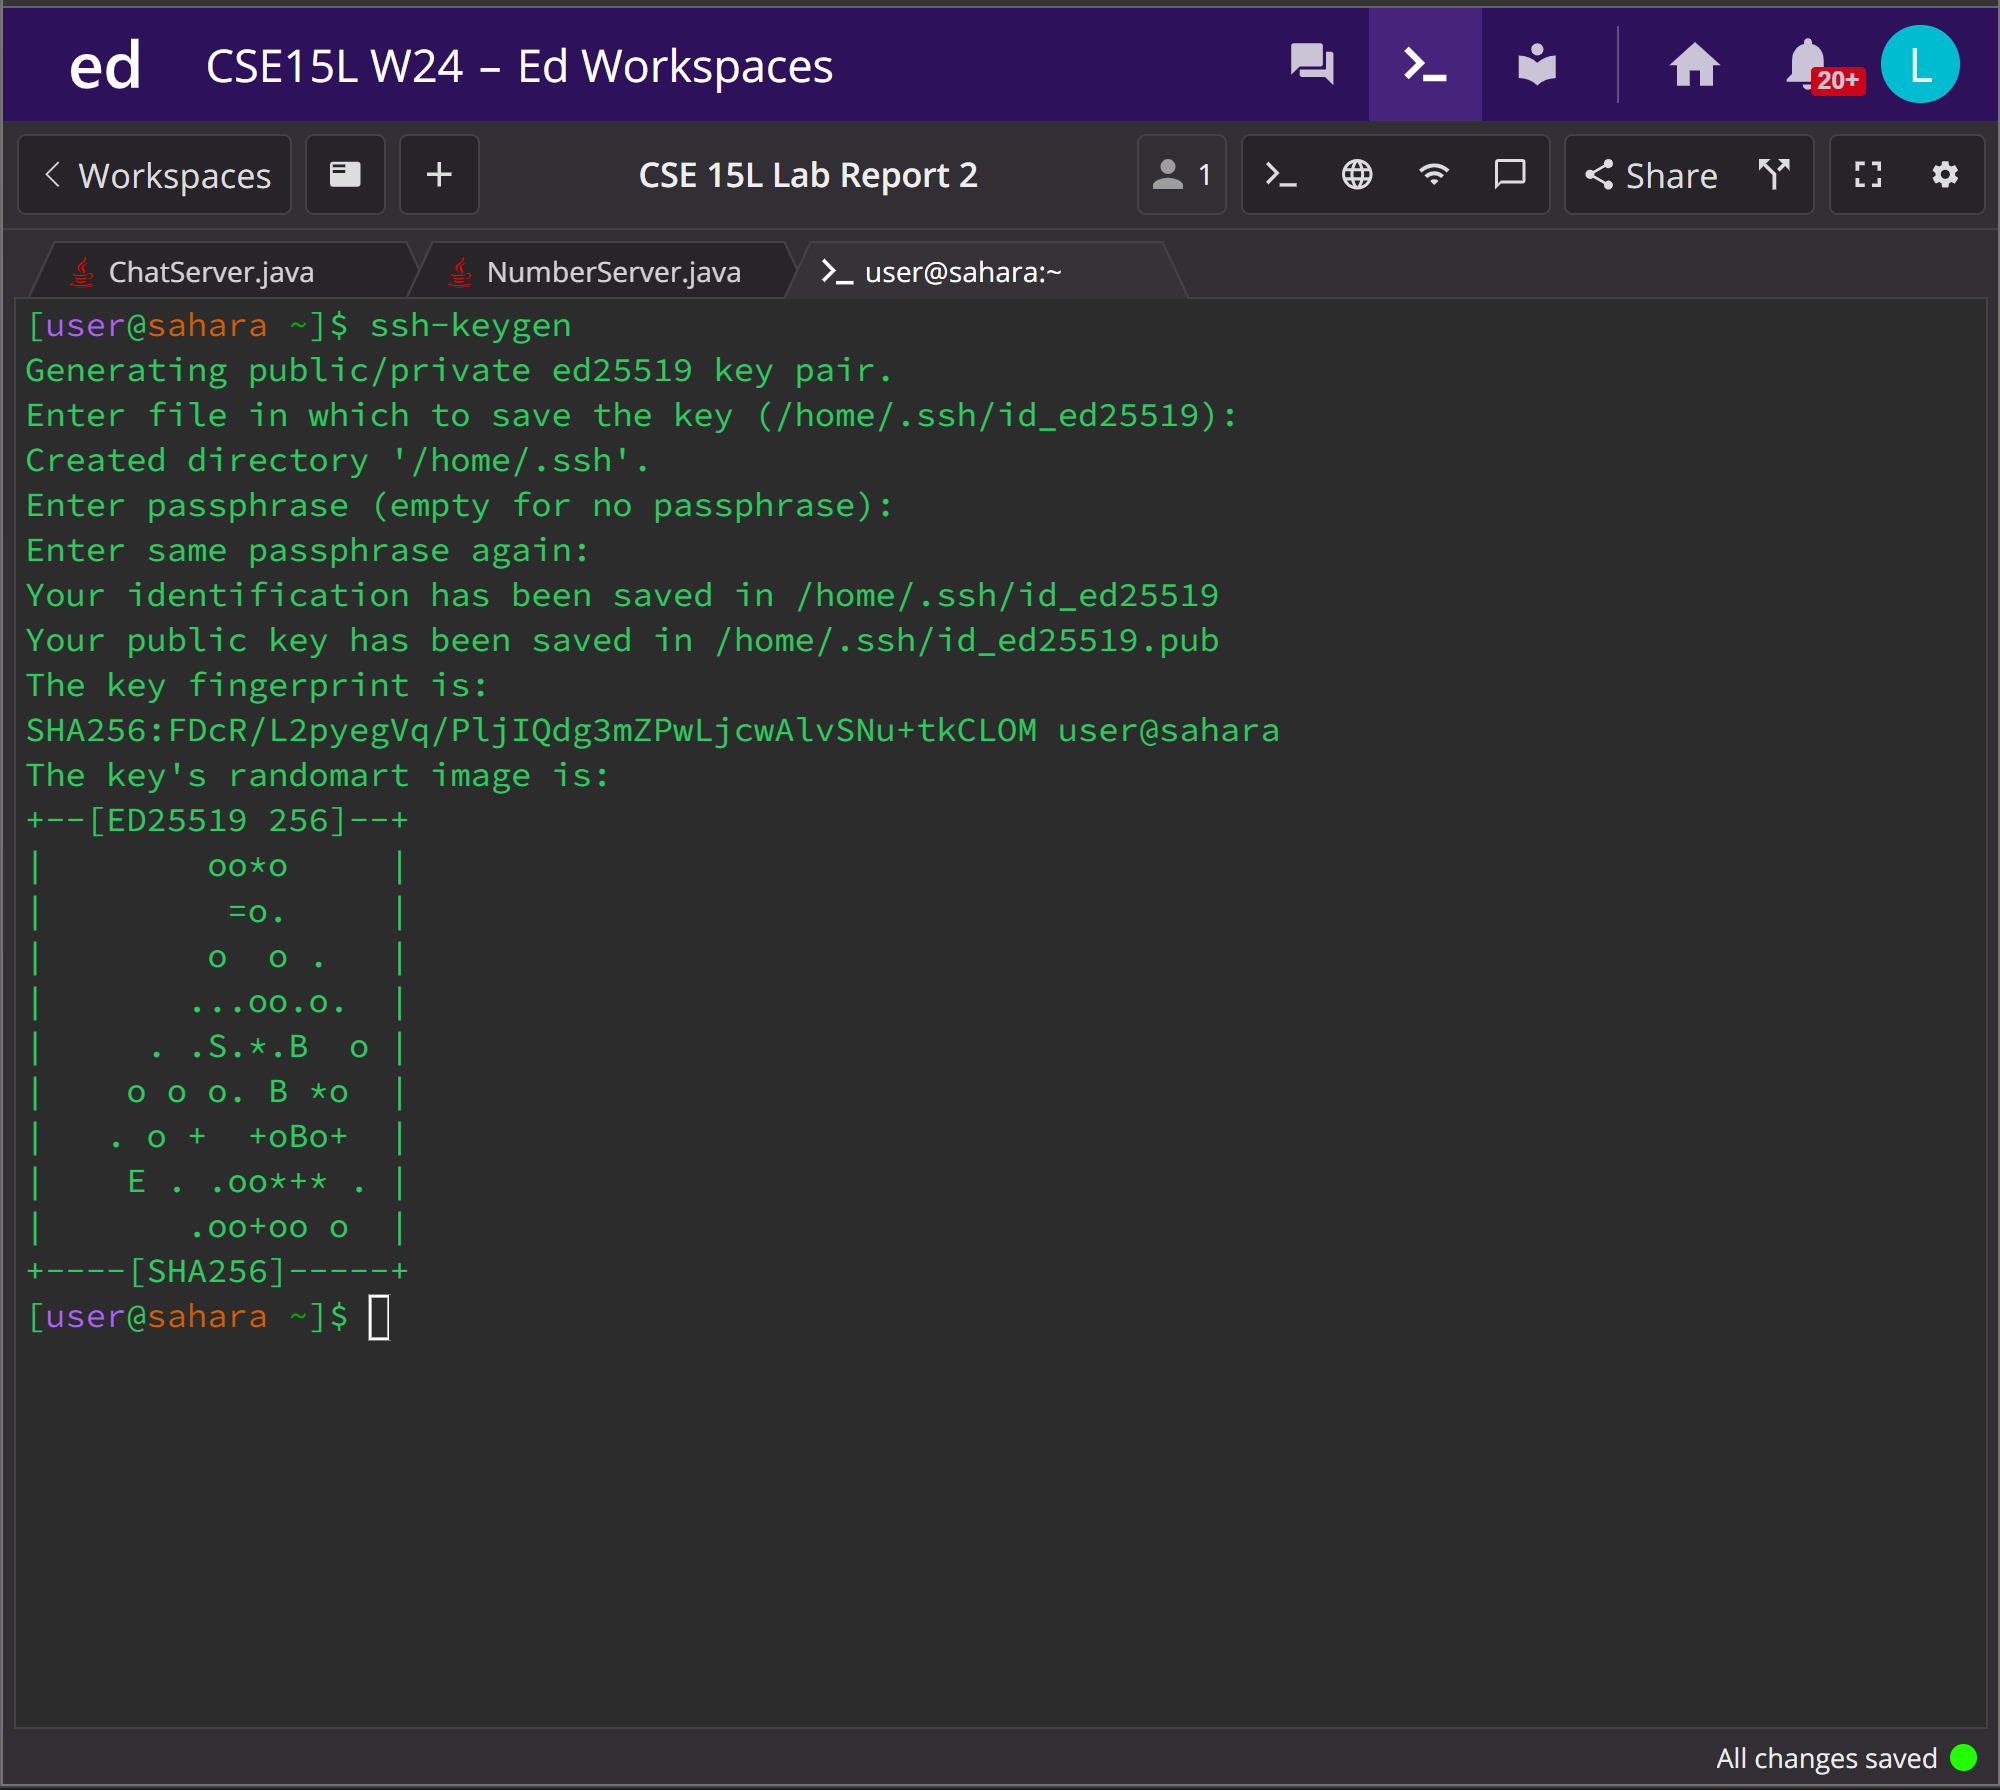 ed CSE15L W24 – Ed Workspaces 20+ L
Workspaces + CSE 15L Lab Report 2 1 Share
ChatServer.java NumberServer.java user@sahara:~
[user@sahara ~]$ ssh-keygen
Generating public/private ed25519 key pair.
Enter file in which to save the key (/home/.ssh/id_ed25519):
Created directory '/home/.ssh'.
Enter passphrase (empty for no passphrase):
Enter same passphrase again:
Your identification has been saved in /home/.ssh/id_ed25519
Your public key has been saved in /home/.ssh/id_ed25519.pub
The key fingerprint is:
SHA256:FDcR/L2pyegVq/PljIQdg3mZPwLjcwAlvSNu+tkCLOM user@sahara
The key's randomart image is:
+--[ED25519 256]--+
|        oo*o     |
|         =o.     |
|        o  o .   |
|       ...oo.o.  |
|     . .S.*.B  o |
|    o o o. B *o  |
|   . o +  +oBo+  |
|    E . .oo*+* . |
|       .oo+oo o  |
+----[SHA256]-----+
[user@sahara ~]$
All changes saved